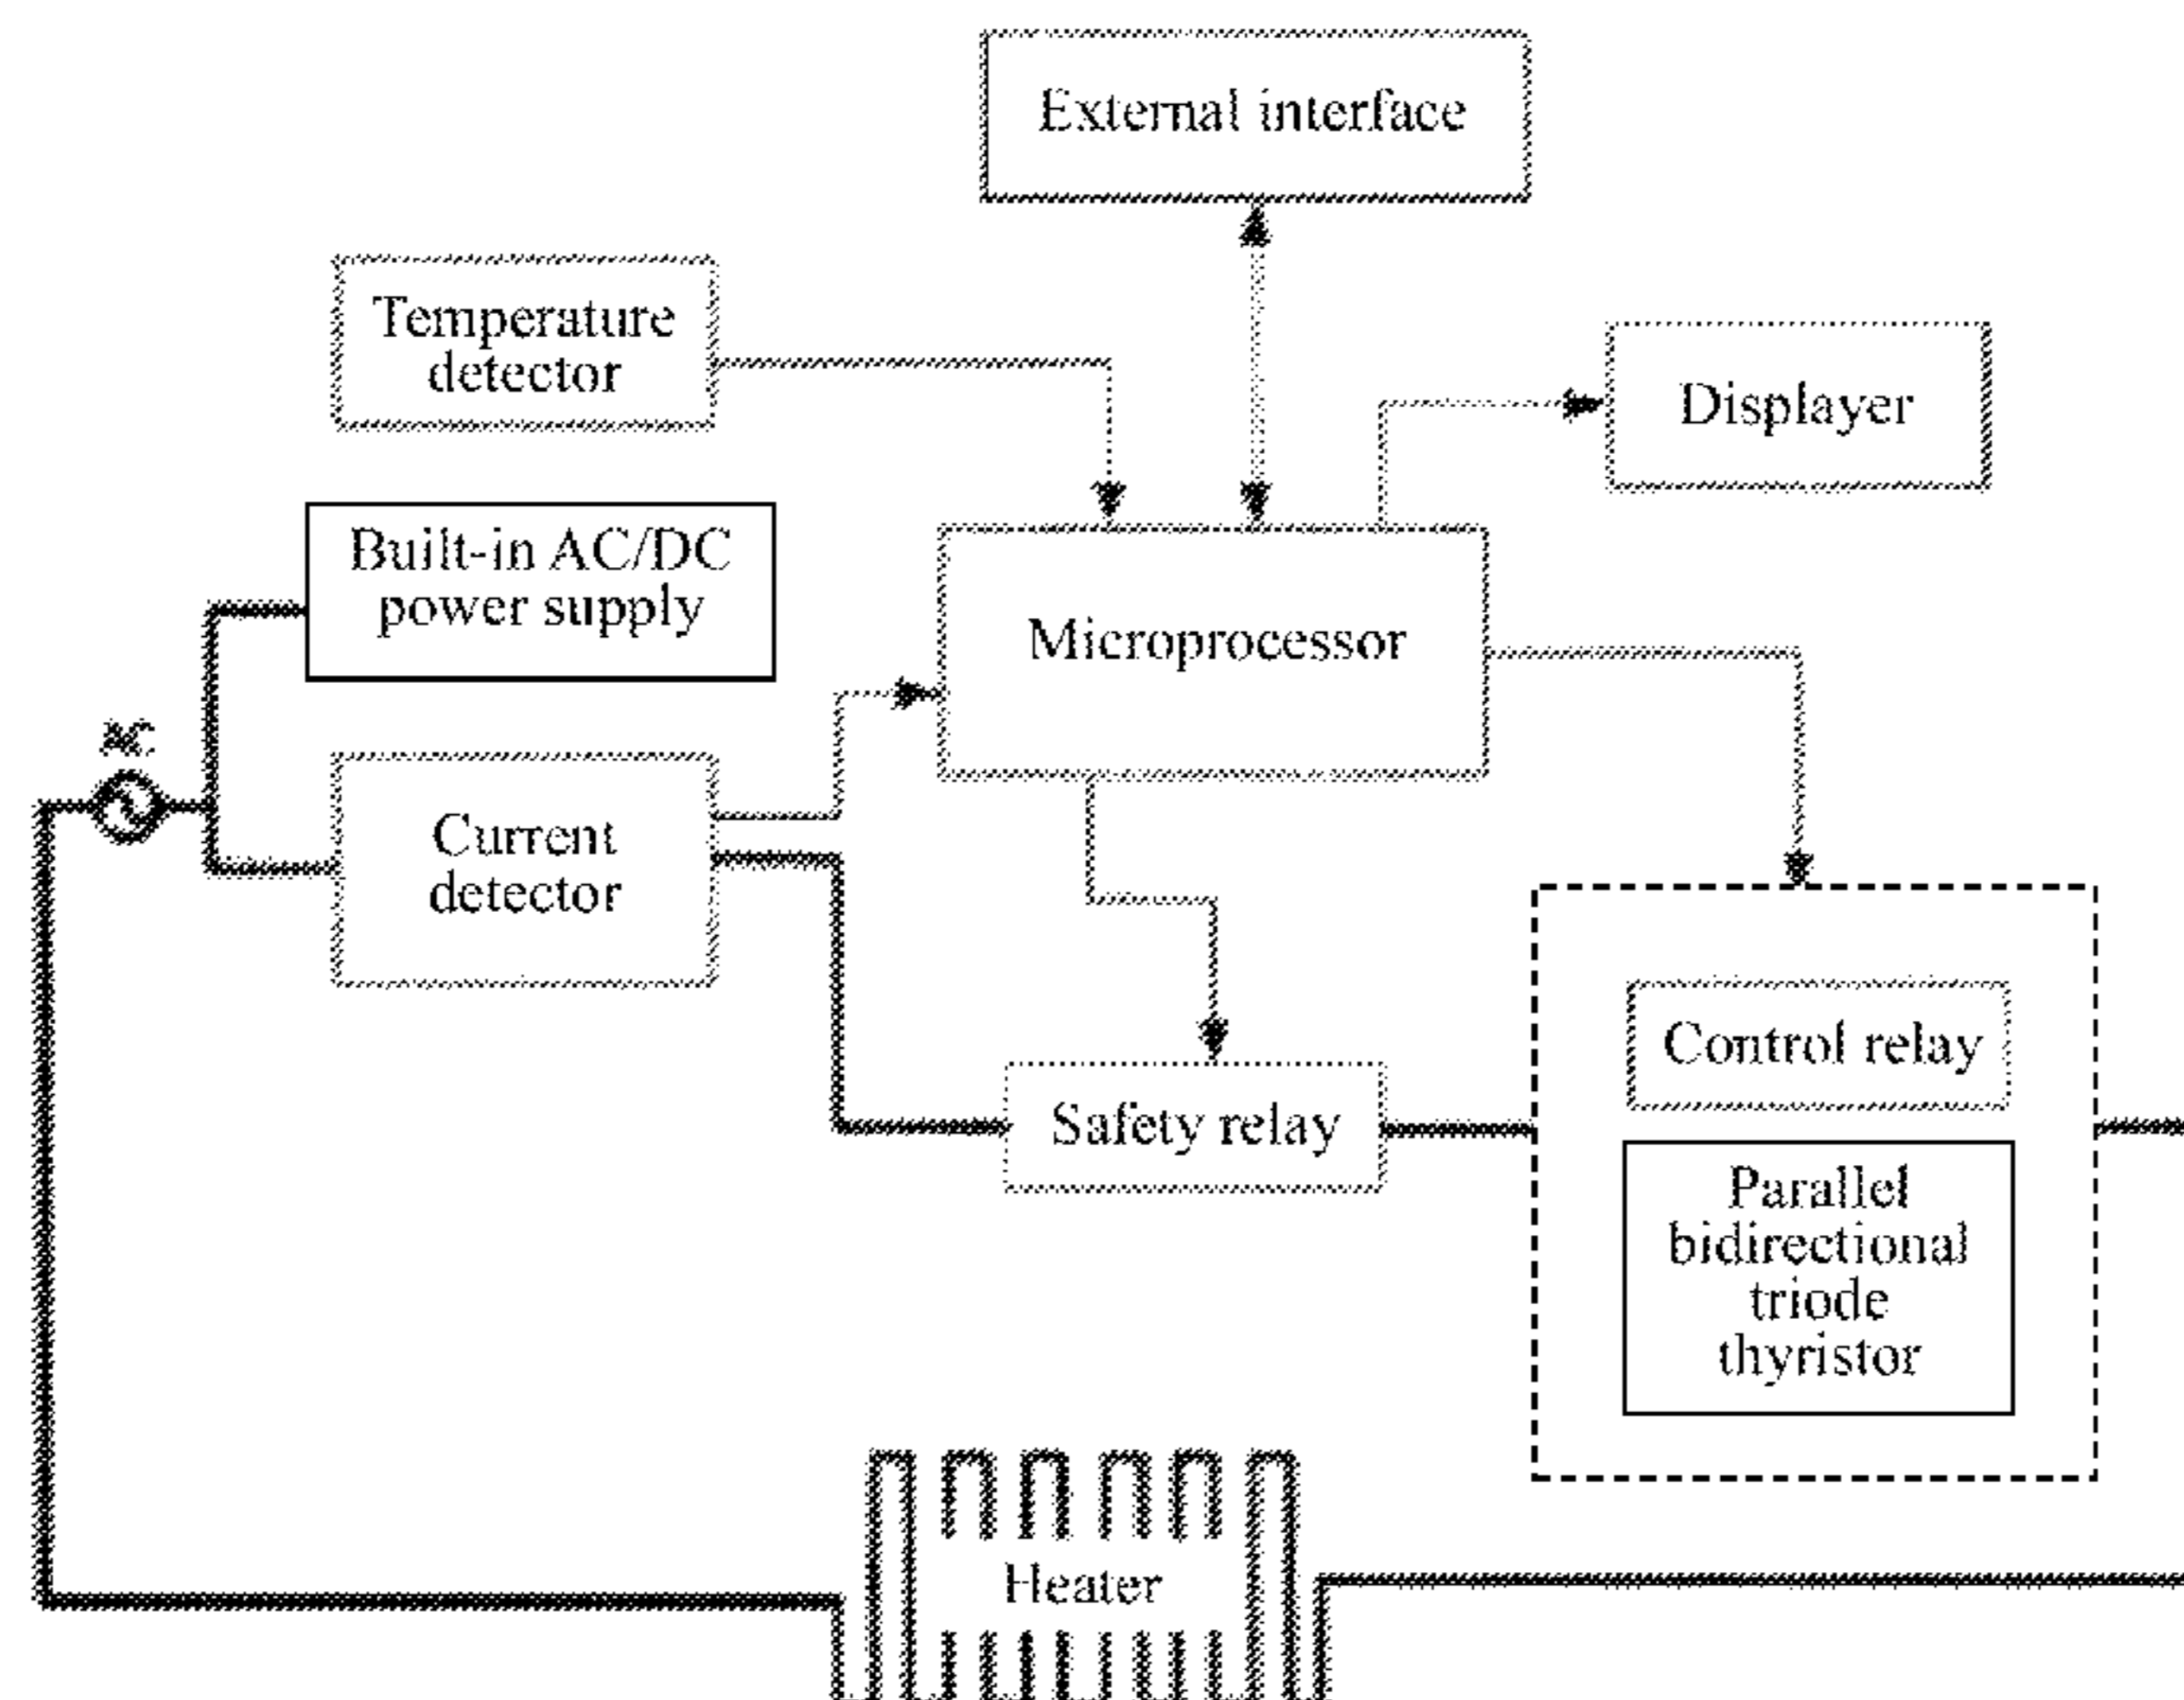 External interface
Temperature
detector
Displayer
Built-in AC/DC
power supply
Microprocessor
AC
Current
detector
Control relay
Safety relay
Parallel
bidirectional
triode
thyristor
Heater